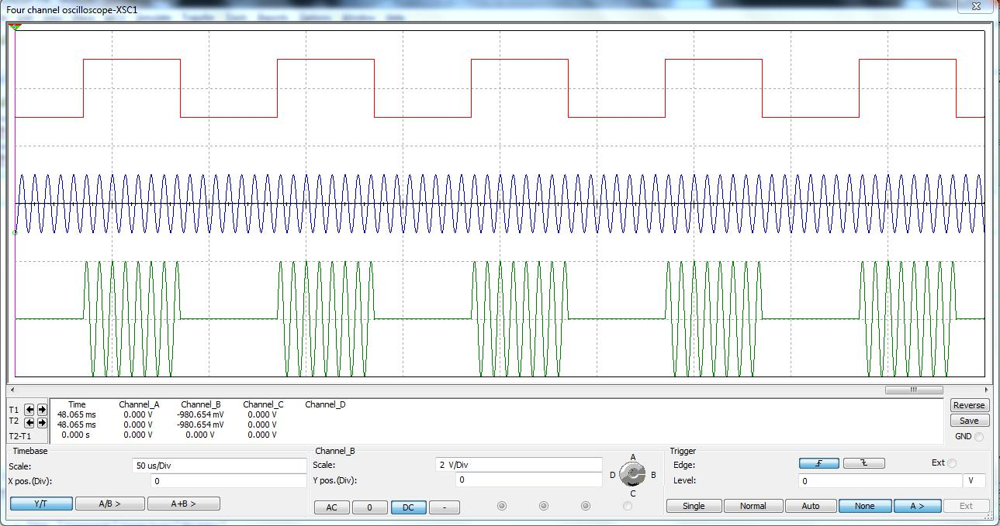 Four channel oscilloscope-XSC1
T1
T2
T2-T1
Time Channel_A Channel_B Channel_C Channel_D
48.065 ms 0.000 V -980.654 mV 0.000 V
48.065 ms 0.000 V -980.654 mV 0.000 V
0.000 s 0.000 V 0.000 V 0.000 V
Reverse
Save
GND
Timebase
Scale: 50 us/Div
X pos.(Div): 0
Y/T A/B > A+B >
Channel_B
Scale: 2 V/Div
Y pos.(Div): 0
AC 0 DC -
A
D B
C
Trigger
Edge: Ext
Level: 0 V
Single Normal Auto None A > Ext